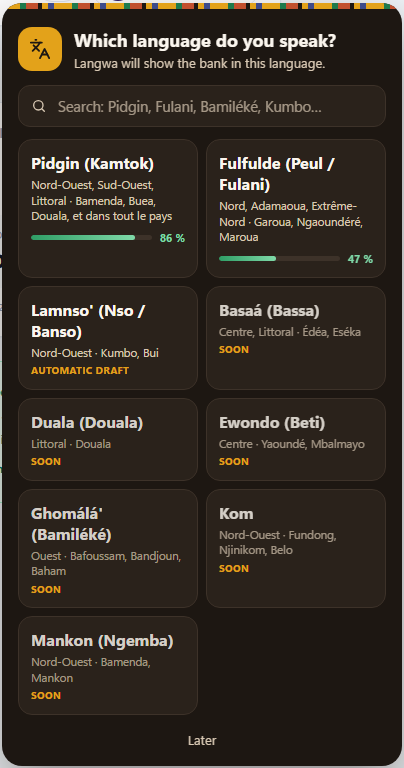 Which language do you speak?
Langwa will show the bank in this language.
Search: Pidgin, Fulani, Bamiléké, Kumbo...
Pidgin (Kamtok)
Nord-Ouest, Sud-Ouest,
Littoral · Bamenda, Buea,
Douala, et dans tout le pays
86 %
Fulfulde (Peul /
Fulani)
Nord, Adamaoua, Extrême-
Nord · Garoua, Ngaoundéré,
Maroua
47 %
Lamnso' (Nso /
Banso)
Nord-Ouest · Kumbo, Bui
AUTOMATIC DRAFT
Basaá (Bassa)
Centre, Littoral · Édéa, Eséka
SOON
Duala (Douala)
Littoral · Douala
SOON
Ewondo (Beti)
Centre · Yaoundé, Mbalmayo
SOON
Ghomálá'
(Bamiléké)
Ouest · Bafoussam, Bandjoun,
Baham
SOON
Kom
Nord-Ouest · Fundong,
Njinikom, Belo
SOON
Mankon (Ngemba)
Nord-Ouest · Bamenda,
Mankon
SOON
Later